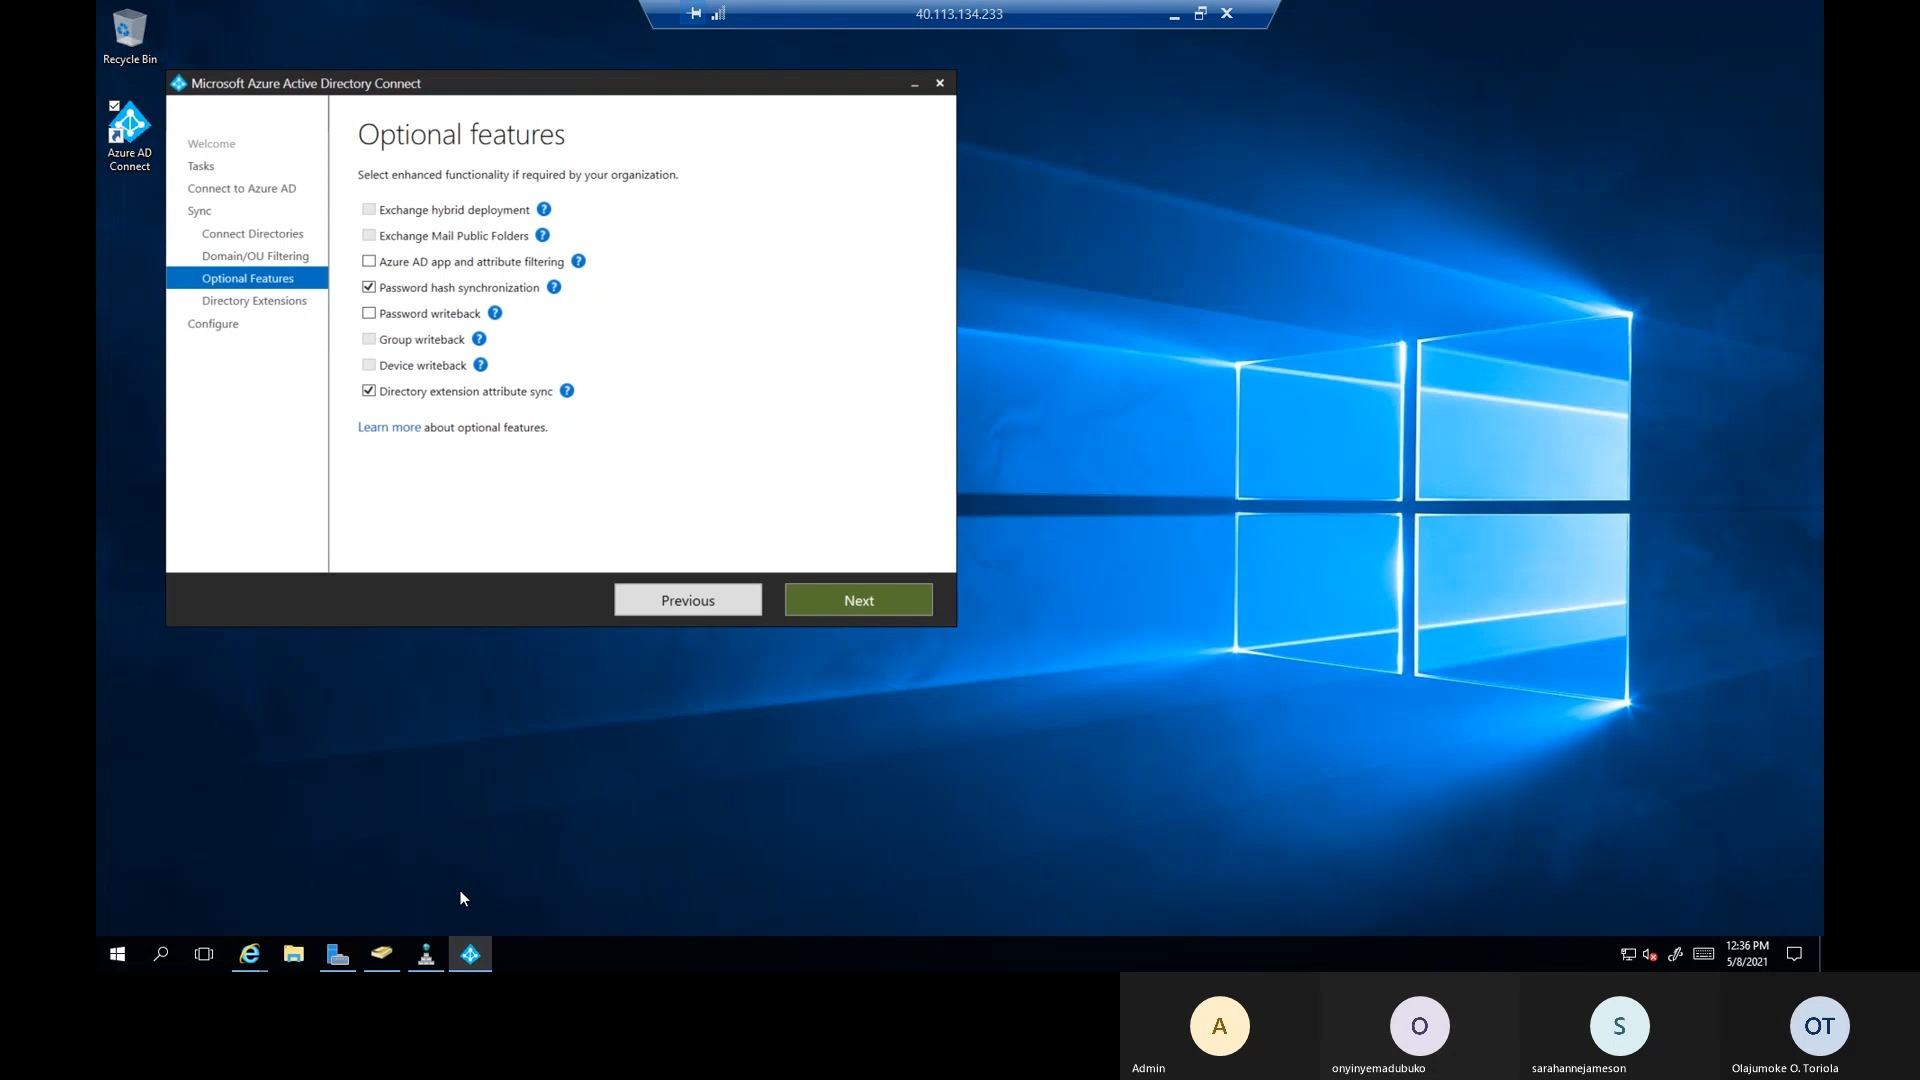 40.113.134.233
Recycle Bin
Azure AD
Connect
Microsoft Azure Active Directory Connect
Welcome
Tasks
Connect to Azure AD
Sync
Connect Directories
Domain/OU Filtering
Optional Features
Directory Extensions
Configure
Optional features
Select enhanced functionality if required by your organization.
Exchange hybrid deployment ?
Exchange Mail Public Folders ?
Azure AD app and attribute filtering ?
Password hash synchronization ?
Password writeback ?
Group writeback ?
Device writeback ?
Directory extension attribute sync ?
Learn more about optional features.
Previous
Next
12:36 PM
5/8/2021
A
Admin
O
onyinyemadubuko
S
sarahannejameson
OT
Olajumoke O. Toriola